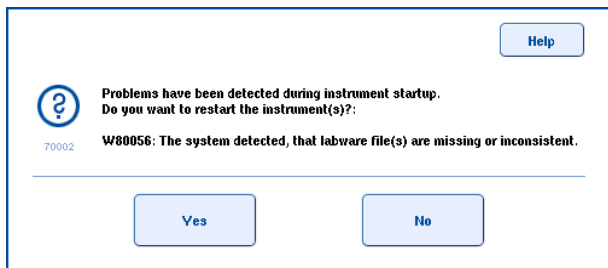 Help
Problems have been detected during instrument startup.
Do you want to restart the instrument(s)?:
70002
W80056: The system detected, that labware file(s) are missing or inconsistent.
Yes
No